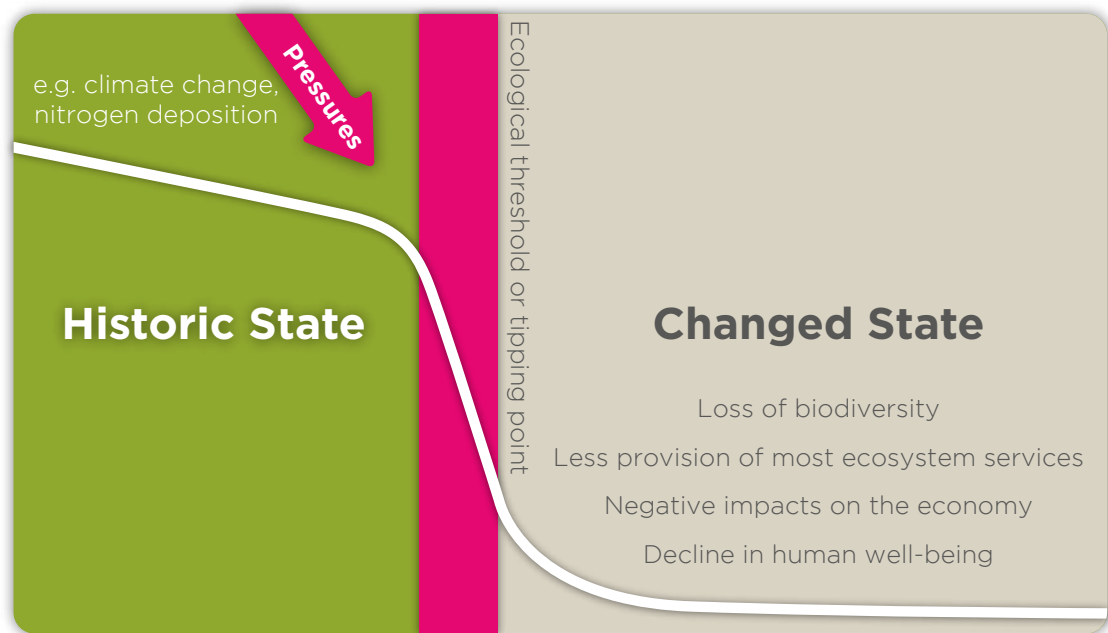 e.g. climate change,
nitrogen deposition
Pressures
Historic State
Ecological threshold or tipping point
Changed State
Loss of biodiversity
Less provision of most ecosystem services
Negative impacts on the economy
Decline in human well-being